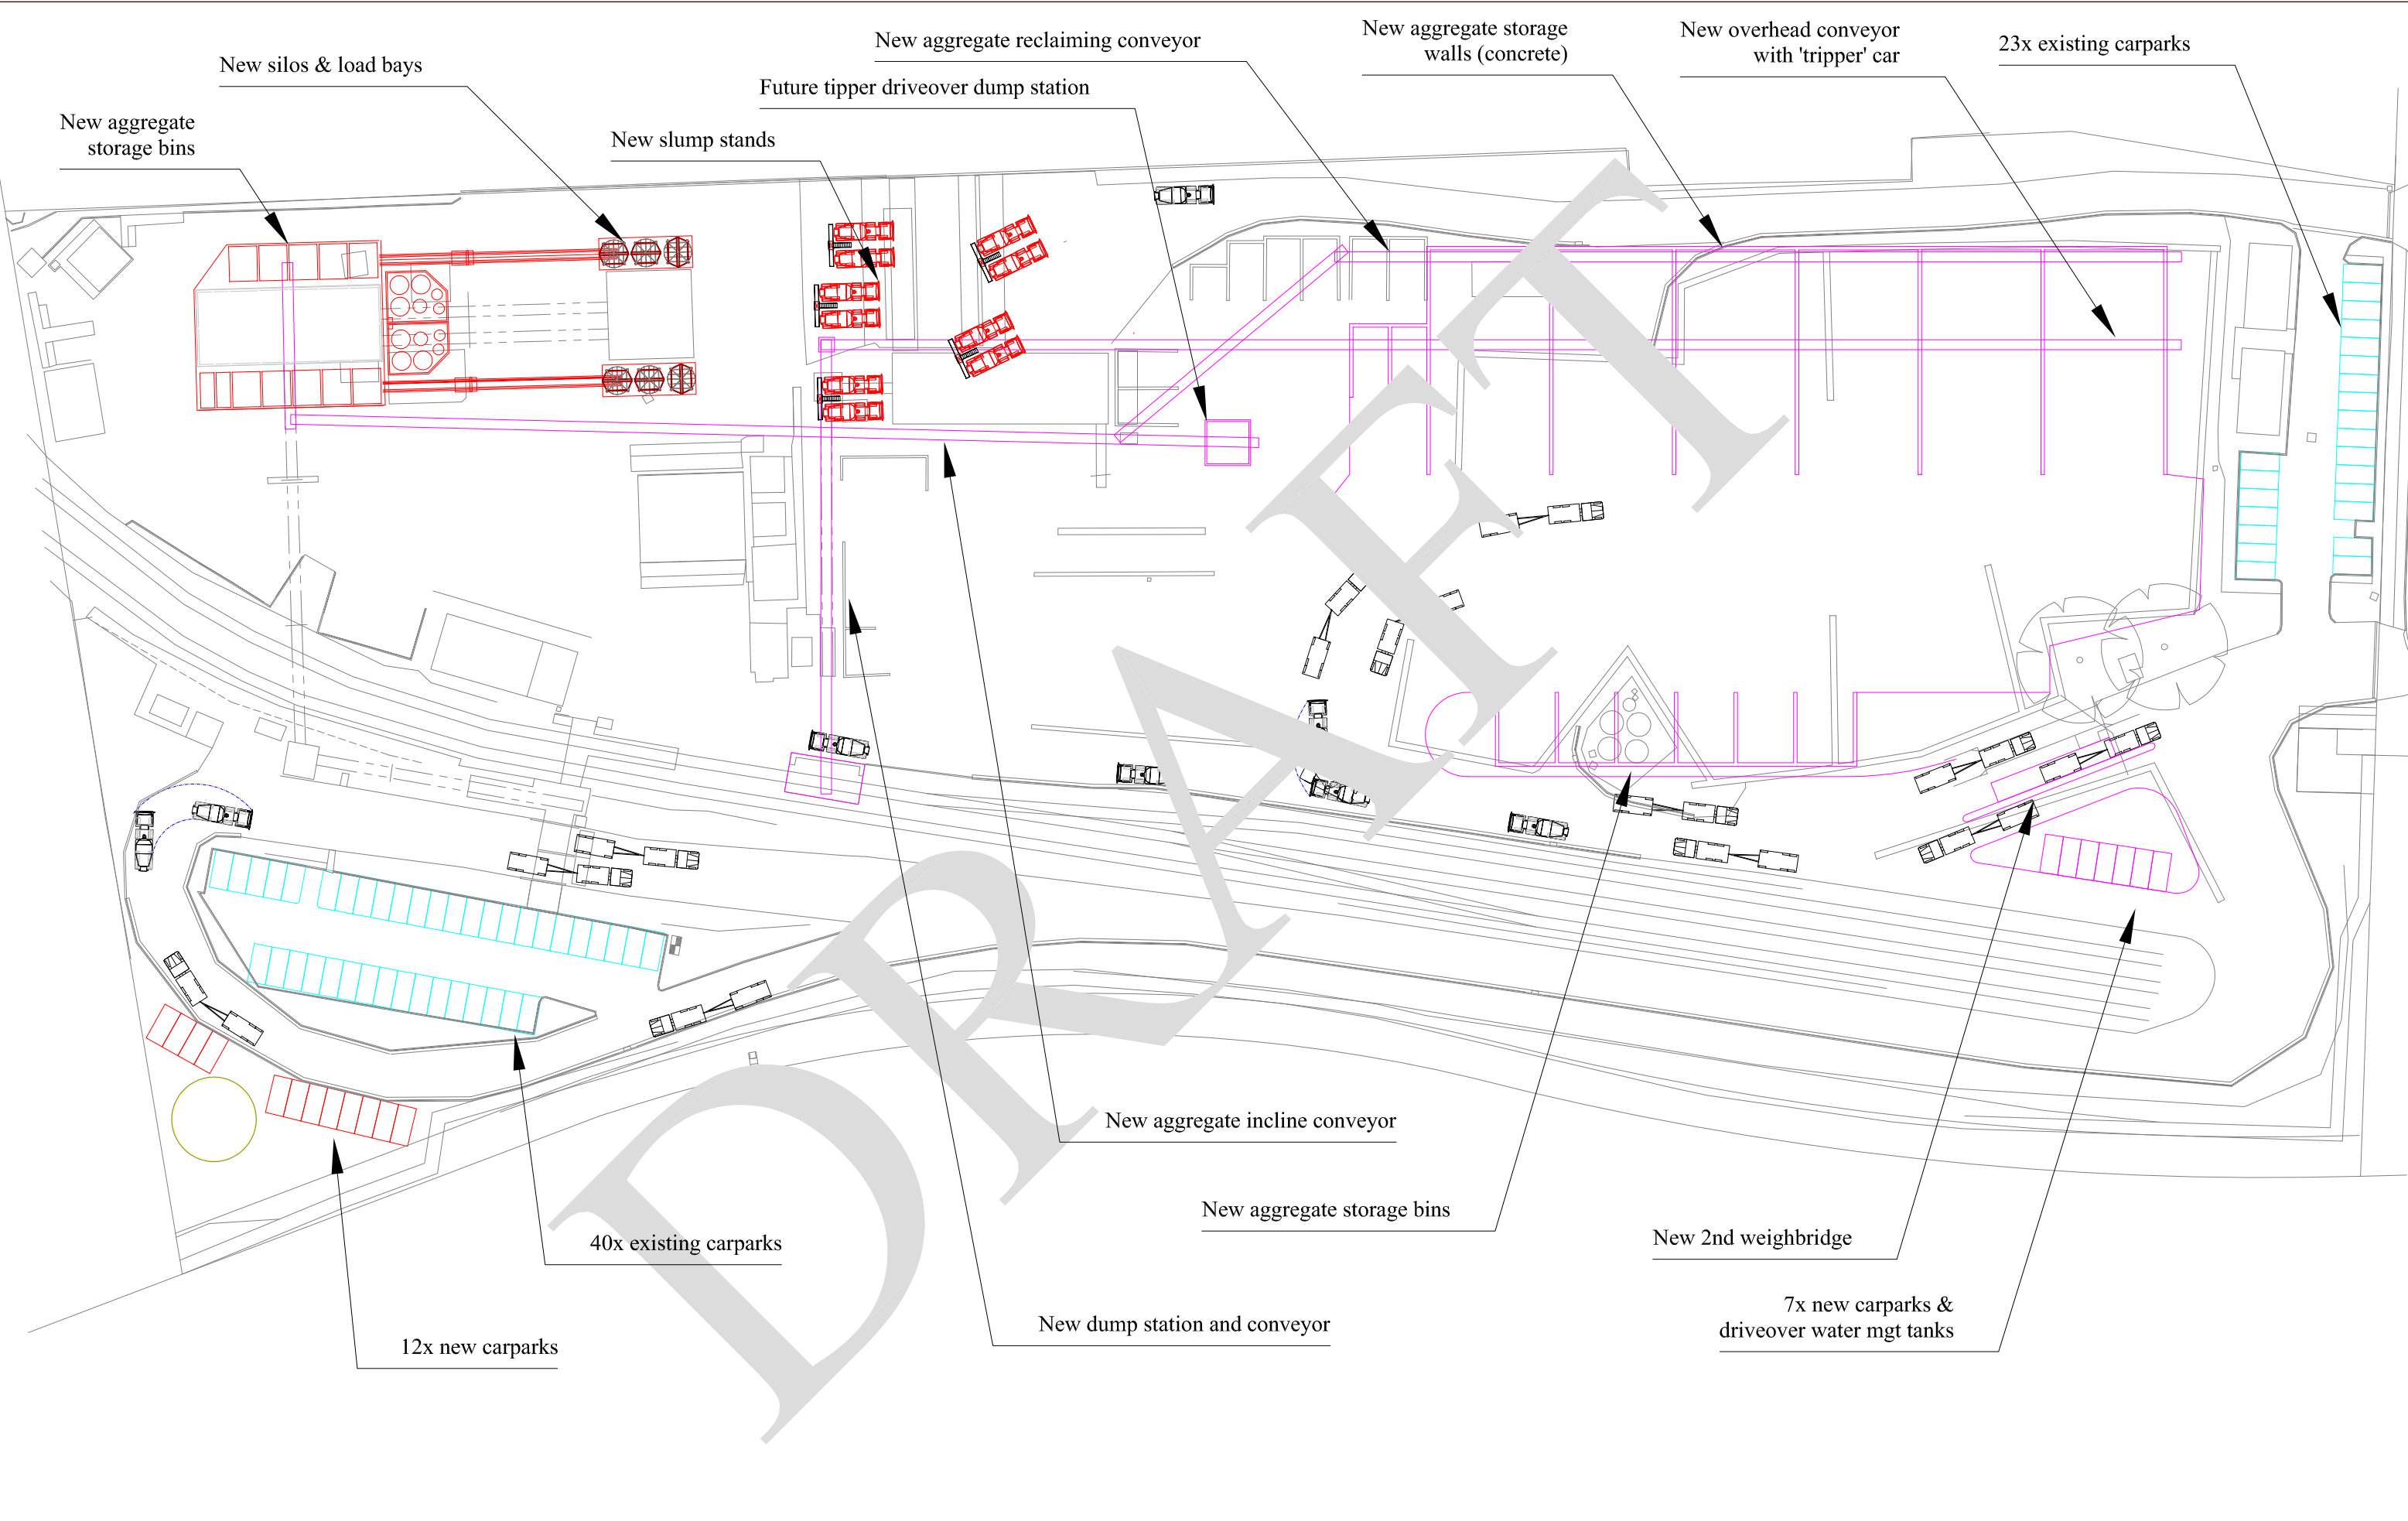 New aggregate reclaiming conveyor
New aggregate storage
walls (concrete)
New overhead conveyor
with 'tripper' car
23x existing carparks
New silos & load bays
Future tipper driveover dump station
New aggregate
storage bins
New slump stands
DRAFT
New aggregate incline conveyor
New aggregate storage bins
40x existing carparks
New 2nd weighbridge
New dump station and conveyor
7x new carparks &
driveover water mgt tanks
12x new carparks